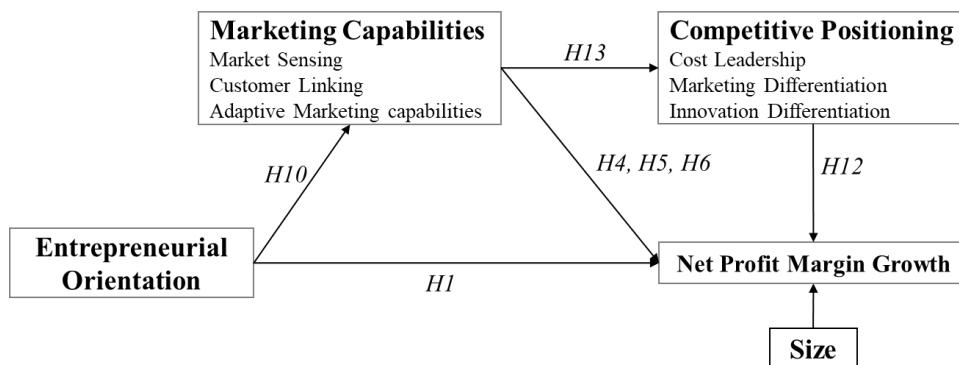 Marketing Capabilities
Market Sensing
Customer Linking
Adaptive Marketing capabilities
H13
Competitive Positioning
Cost Leadership
Marketing Differentiation
Innovation Differentiation
H10
H4, H5, H6
H12
Entrepreneurial
Orientation
H1
Net Profit Margin Growth
Size